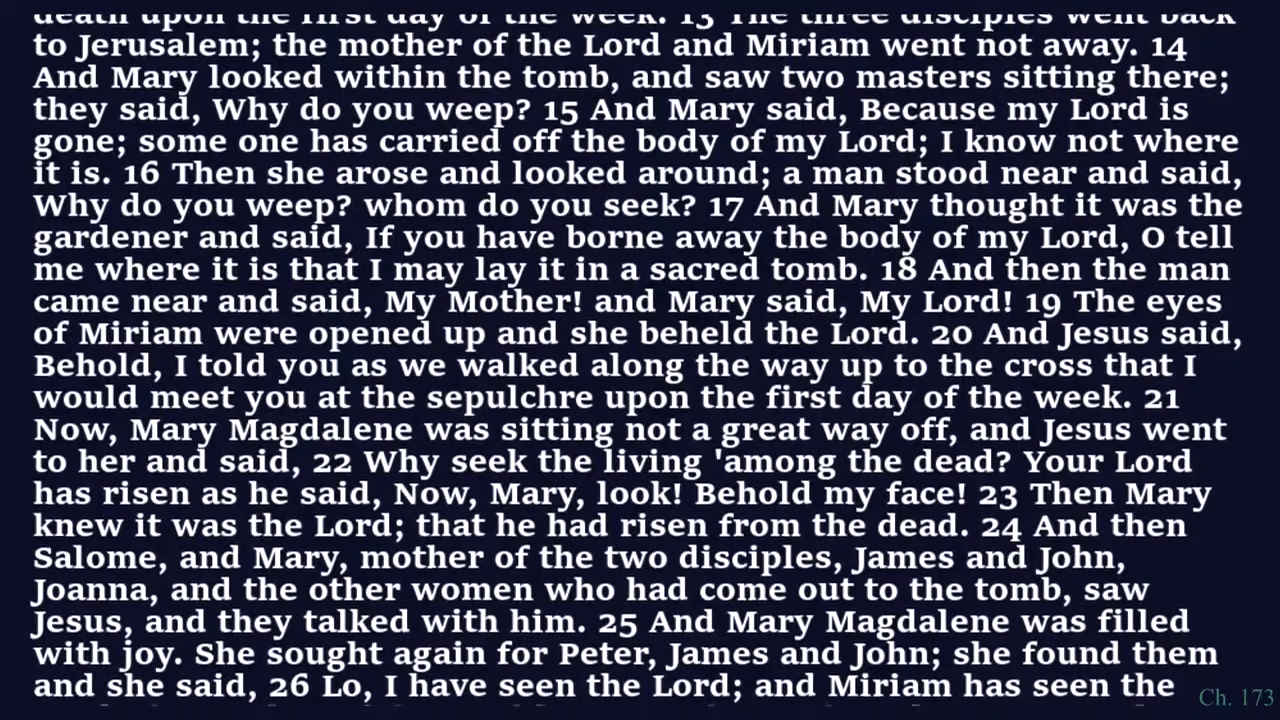 death upon the first day of the week. 13 The three disciples went back
to Jerusalem; the mother of the Lord and Miriam went not away. 14
And Mary looked within the tomb, and saw two masters sitting there;
they said, Why do you weep? 15 And Mary said, Because my Lord is
gone; some one has carried off the body of my Lord; I know not where
it is. 16 Then she arose and looked around; a man stood near and said,
Why do you weep? whom do you seek? 17 And Mary thought it was the
gardener and said, If you have borne away the body of my Lord, O tell
me where it is that I may lay it in a sacred tomb. 18 And then the man
came near and said, My Mother! and Mary said, My Lord! 19 The eyes
of Miriam were opened up and she beheld the Lord. 20 And Jesus said,
Behold, I told you as we walked along the way up to the cross that I
would meet you at the sepulchre upon the first day of the week. 21
Now, Mary Magdalene was sitting not a great way off, and Jesus went
to her and said, 22 Why seek the living 'among the dead? Your Lord
has risen as he said, Now, Mary, look! Behold my face! 23 Then Mary
knew it was the Lord; that he had risen from the dead. 24 And then
Salome, and Mary, mother of the two disciples, James and John,
Joanna, and the other women who had come out to the tomb, saw
Jesus, and they talked with him. 25 And Mary Magdalene was filled
with joy. She sought again for Peter, James and John; she found them
and she said, 26 Lo, I have seen the Lord; and Miriam has seen the
Ch. 173